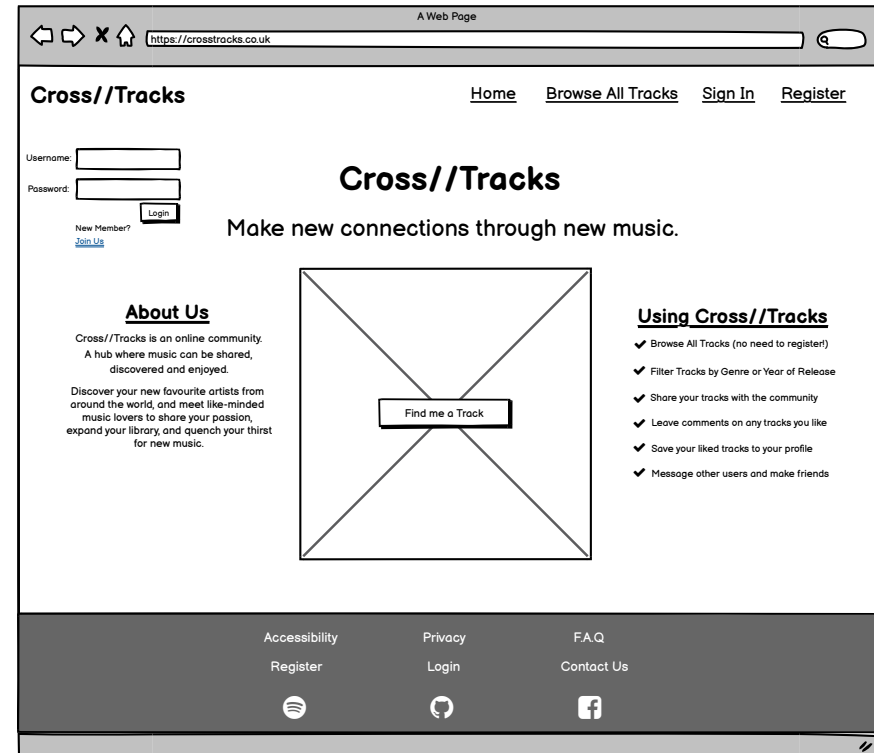 A Web Page
https://crosstracks.co.uk
Cross//Tracks
Home Browse All Tracks Sign In Register
Username:
Password:
Login
New Member?
Join Us
Cross//Tracks
Make new connections through new music.
About Us
Cross//Tracks is an online community.
A hub where music can be shared,
discovered and enjoyed.
Discover your new favourite artists from
around the world, and meet like-minded
music lovers to share your passion,
expand your library, and quench your thirst
for new music.
Find me a Track
Using Cross//Tracks
Browse All Tracks (no need to register!)
Filter Tracks by Genre or Year of Release
Share your tracks with the community
Leave comments on any tracks you like
Save your liked tracks to your profile
Message other users and make friends
Accessibility Privacy F.A.Q
Register Login Contact Us